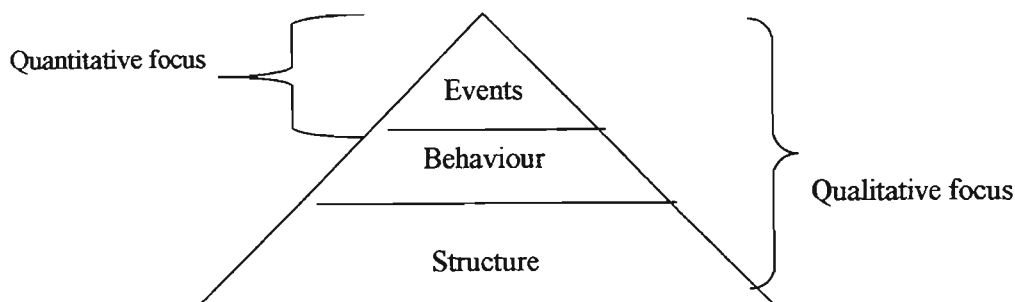 Quantitative focus
Events
Behaviour
Qualitative focus
Structure